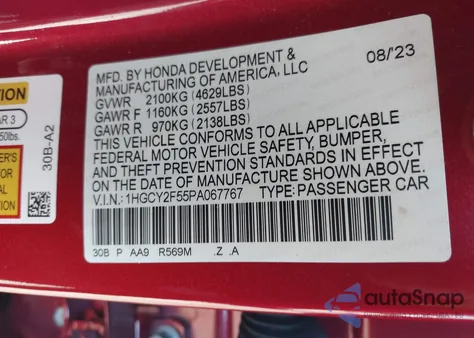 MFD. BY HONDA DEVELOPMENT & 08/23
MANUFACTURING OF AMERICA, LLC
GVWR 2100KG (4629LBS)
GAWR F 1160KG (2557LBS)
GAWR R 970KG (2138LBS)
THIS VEHICLE CONFORMS TO ALL APPLICABLE
FEDERAL MOTOR VEHICLE SAFETY, BUMPER,
AND THEFT PREVENTION STANDARDS IN EFFECT
ON THE DATE OF MANUFACTURE SHOWN ABOVE.
V.I.N.: 1HGCY2F55PA067767 TYPE: PASSENGER CAR
30B P AA9 R569M .Z .A
30B-A2
autoSnap